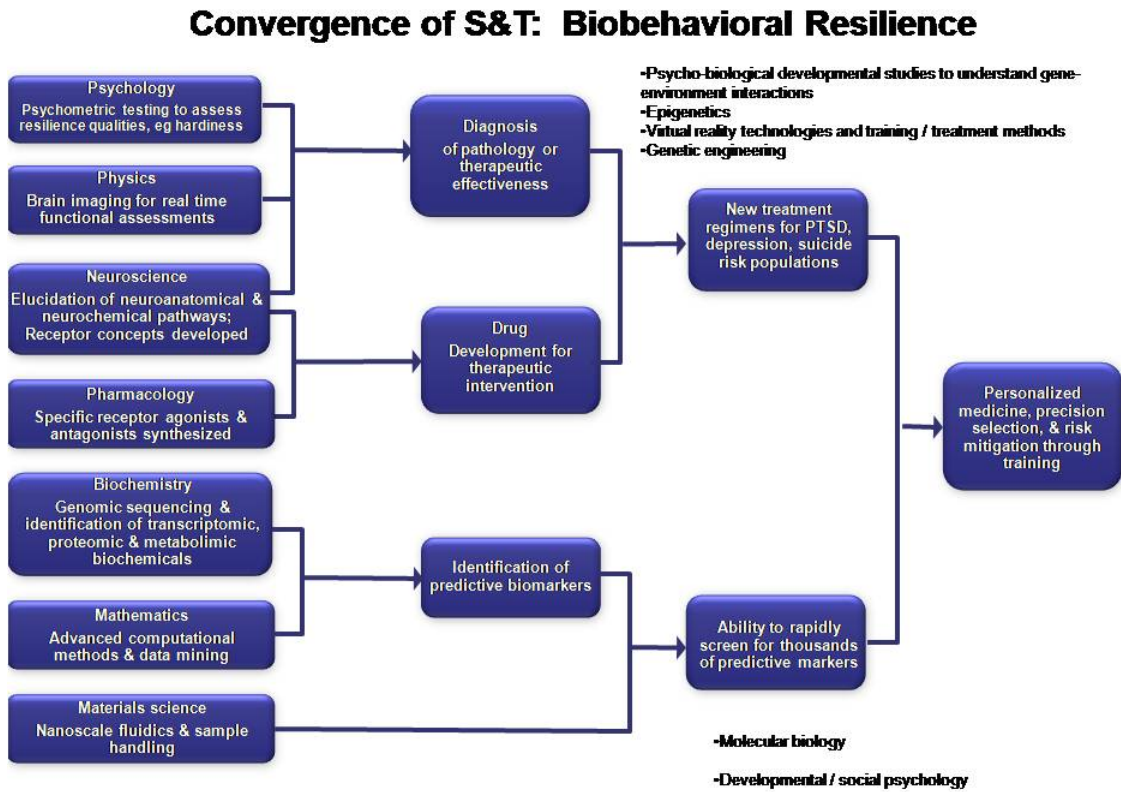 Convergence of S&T: Biobehavioral Resilience
Psychology
Psychometric testing to assess
resilience qualities, eg hardiness
Physics
Brain imaging for real time
functional assessments
Neuroscience
Elucidation of neuroanatomical &
neurochemical pathways;
Receptor concepts developed
Pharmacology
Specific receptor agonists &
antagonists synthesized
Biochemistry
Genomic sequencing &
identification of transcriptomic,
proteomic & metabolimic
biochemicals
Mathematics
Advanced computational
methods & data mining
Materials science
Nanoscale fluidics & sample
handling
Diagnosis
of pathology or
therapeutic
effectiveness
Drug
Development for
therapeutic
intervention
Identification of
predictive biomarkers
•Psycho-biological developmental studies to understand gene-
environment interactions
•Epigenetics
•Virtual reality technologies and training / treatment methods
•Genetic engineering
New treatment
regimens for PTSD,
depression, suicide
risk populations
Ability to rapidly
screen for thousands
of predictive markers
•Molecular biology
•Developmental / social psychology
Personalized
medicine, precision
selection, & risk
mitigation through
training